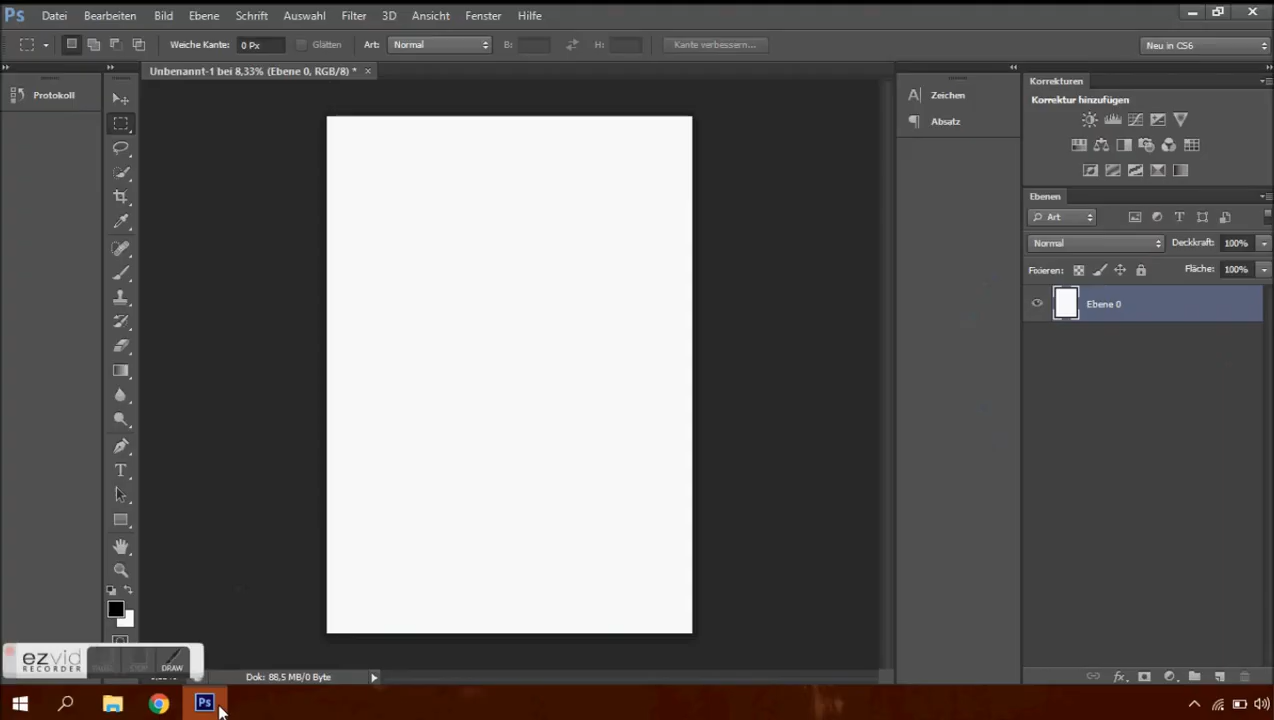 Ps Datei Bearbeiten Bild Ebene Schrift Auswahl Filter 3D Ansicht Fenster Hilfe
Weiche Kante: 0 Px Glätten Art: Normal B: H: Kante verbessern... Neu in CS6
Unbenannt-1 bei 8,33% (Ebene 0, RGB/8) * ×
Protokoll
Zeichen
Absatz
Korrekturen
Korrektur hinzufügen
Ebenen
Art
Normal Deckkraft: 100%
Fixieren: Fläche: 100%
Ebene 0
ezvid
RECORDER
DRAW
Dok: 88,5 MB/0 Byte
fx
Ps